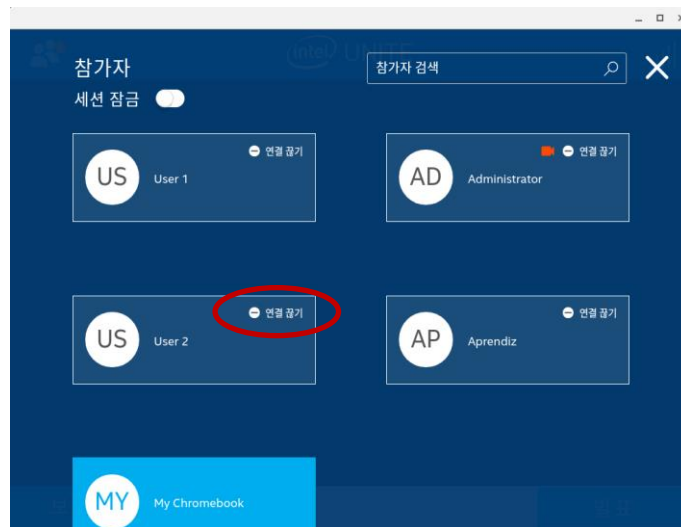 intel UNITE
참가자
참가자 검색
세션 잠금
연결 끊기
US
User 1
연결 끊기
AD
Administrator
연결 끊기
US
User 2
연결 끊기
AP
Aprendiz
MY
My Chromebook